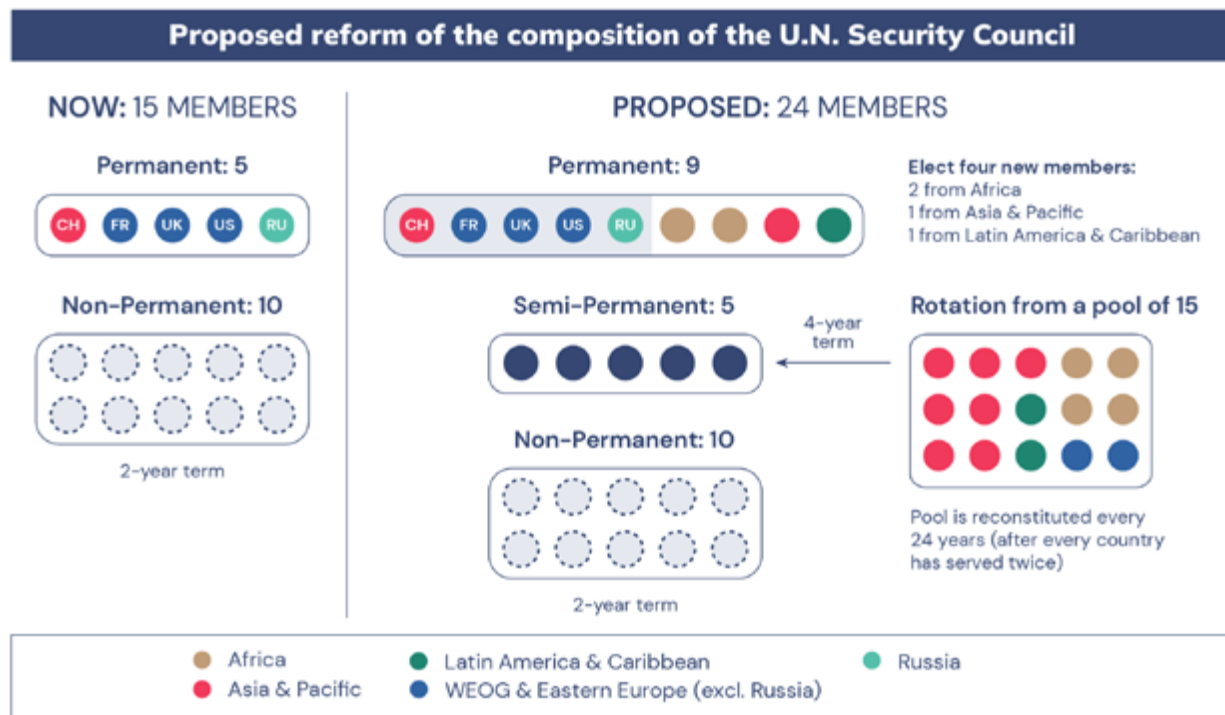 Proposed reform of the composition of the U.N. Security Council
NOW: 15 MEMBERS
Permanent: 5
CH FR UK US RU
Non-Permanent: 10
2-year term
PROPOSED: 24 MEMBERS
Permanent: 9
CH FR UK US RU
Elect four new members:
2 from Africa
1 from Asia & Pacific
1 from Latin America & Caribbean
Semi-Permanent: 5
4-year
term
Rotation from a pool of 15
Pool is reconstituted every
24 years (after every country
has served twice)
Non-Permanent: 10
2-year term
Africa
Asia & Pacific
Latin America & Caribbean
WEOG & Eastern Europe (excl. Russia)
Russia